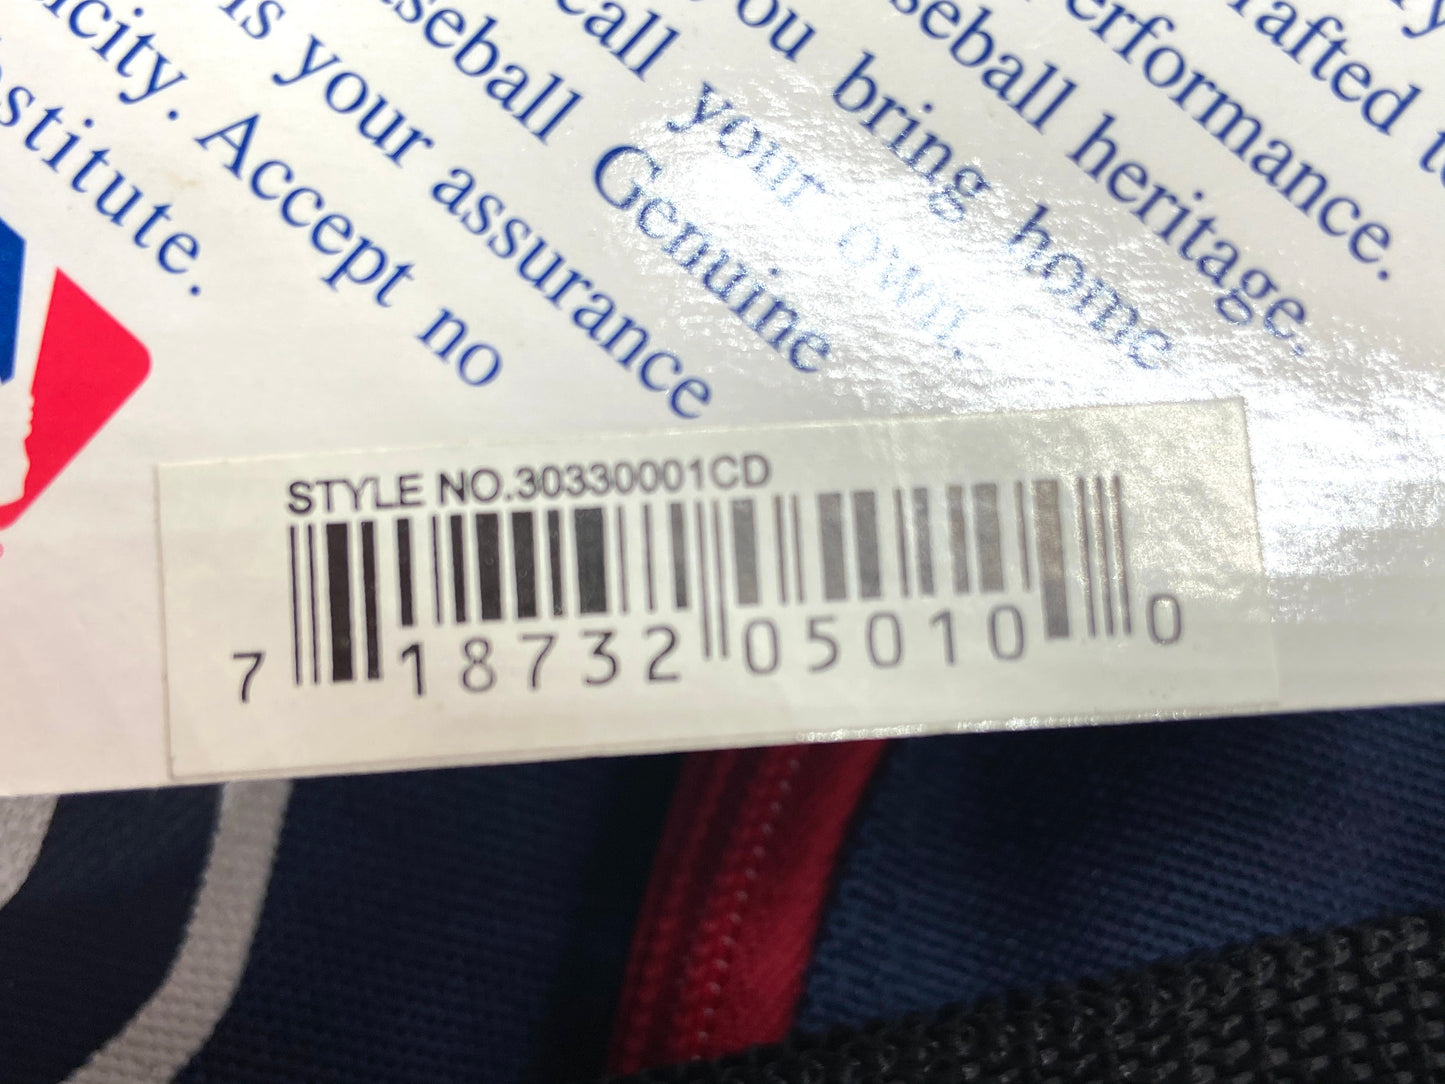 rafted to
erformance.
seball heritage,
ou bring home
call your own.
seball Genuine
is your assurance
icity. Accept no
stitute.
STYLE NO.30330001CD
7 18732 05010 0